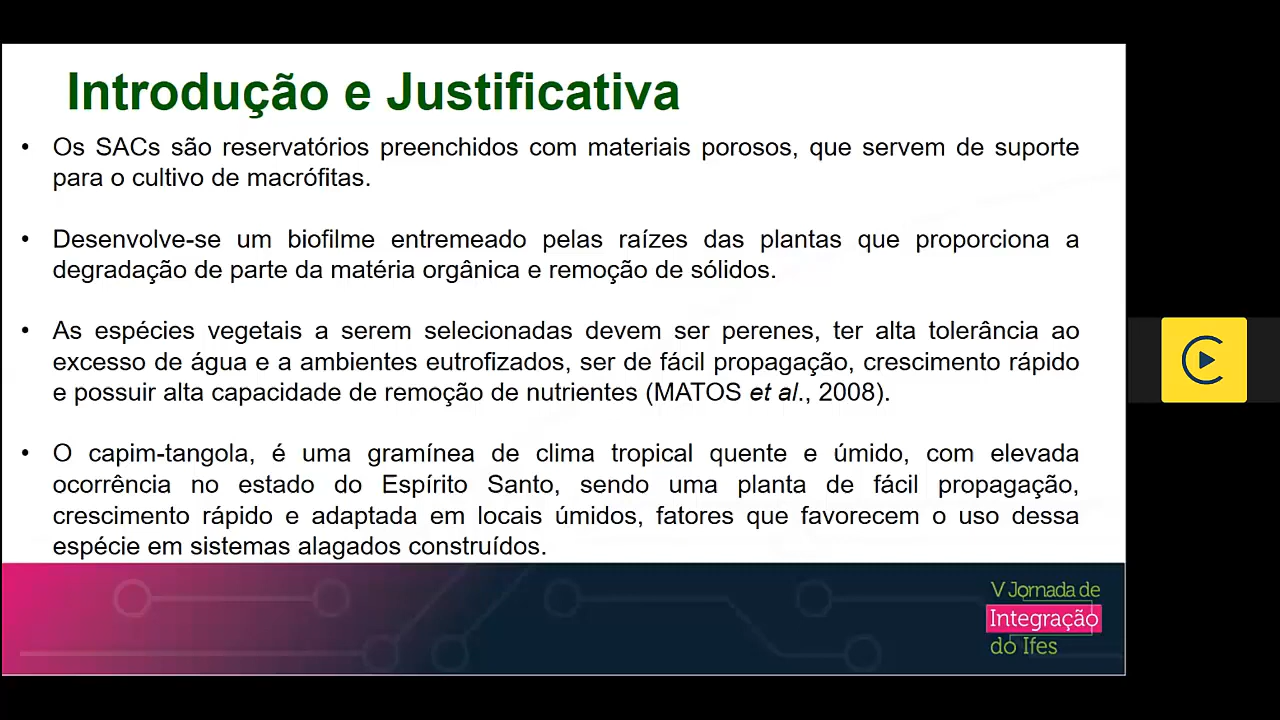 Introdução e Justificativa
• Os SACs são reservatórios preenchidos com materiais porosos, que servem de suporte
para o cultivo de macrófitas.
• Desenvolve-se um biofilme entremeado pelas raízes das plantas que proporciona a
degradação de parte da matéria orgânica e remoção de sólidos.
• As espécies vegetais a serem selecionadas devem ser perenes, ter alta tolerância ao
excesso de água e a ambientes eutrofizados, ser de fácil propagação, crescimento rápido
e possuir alta capacidade de remoção de nutrientes (MATOS et al., 2008).
• O capim-tangola, é uma gramínea de clima tropical quente e úmido, com elevada
ocorrência no estado do Espírito Santo, sendo uma planta de fácil propagação,
crescimento rápido e adaptada em locais úmidos, fatores que favorecem o uso dessa
espécie em sistemas alagados construídos.
V Jornada de
Integração
do Ifes